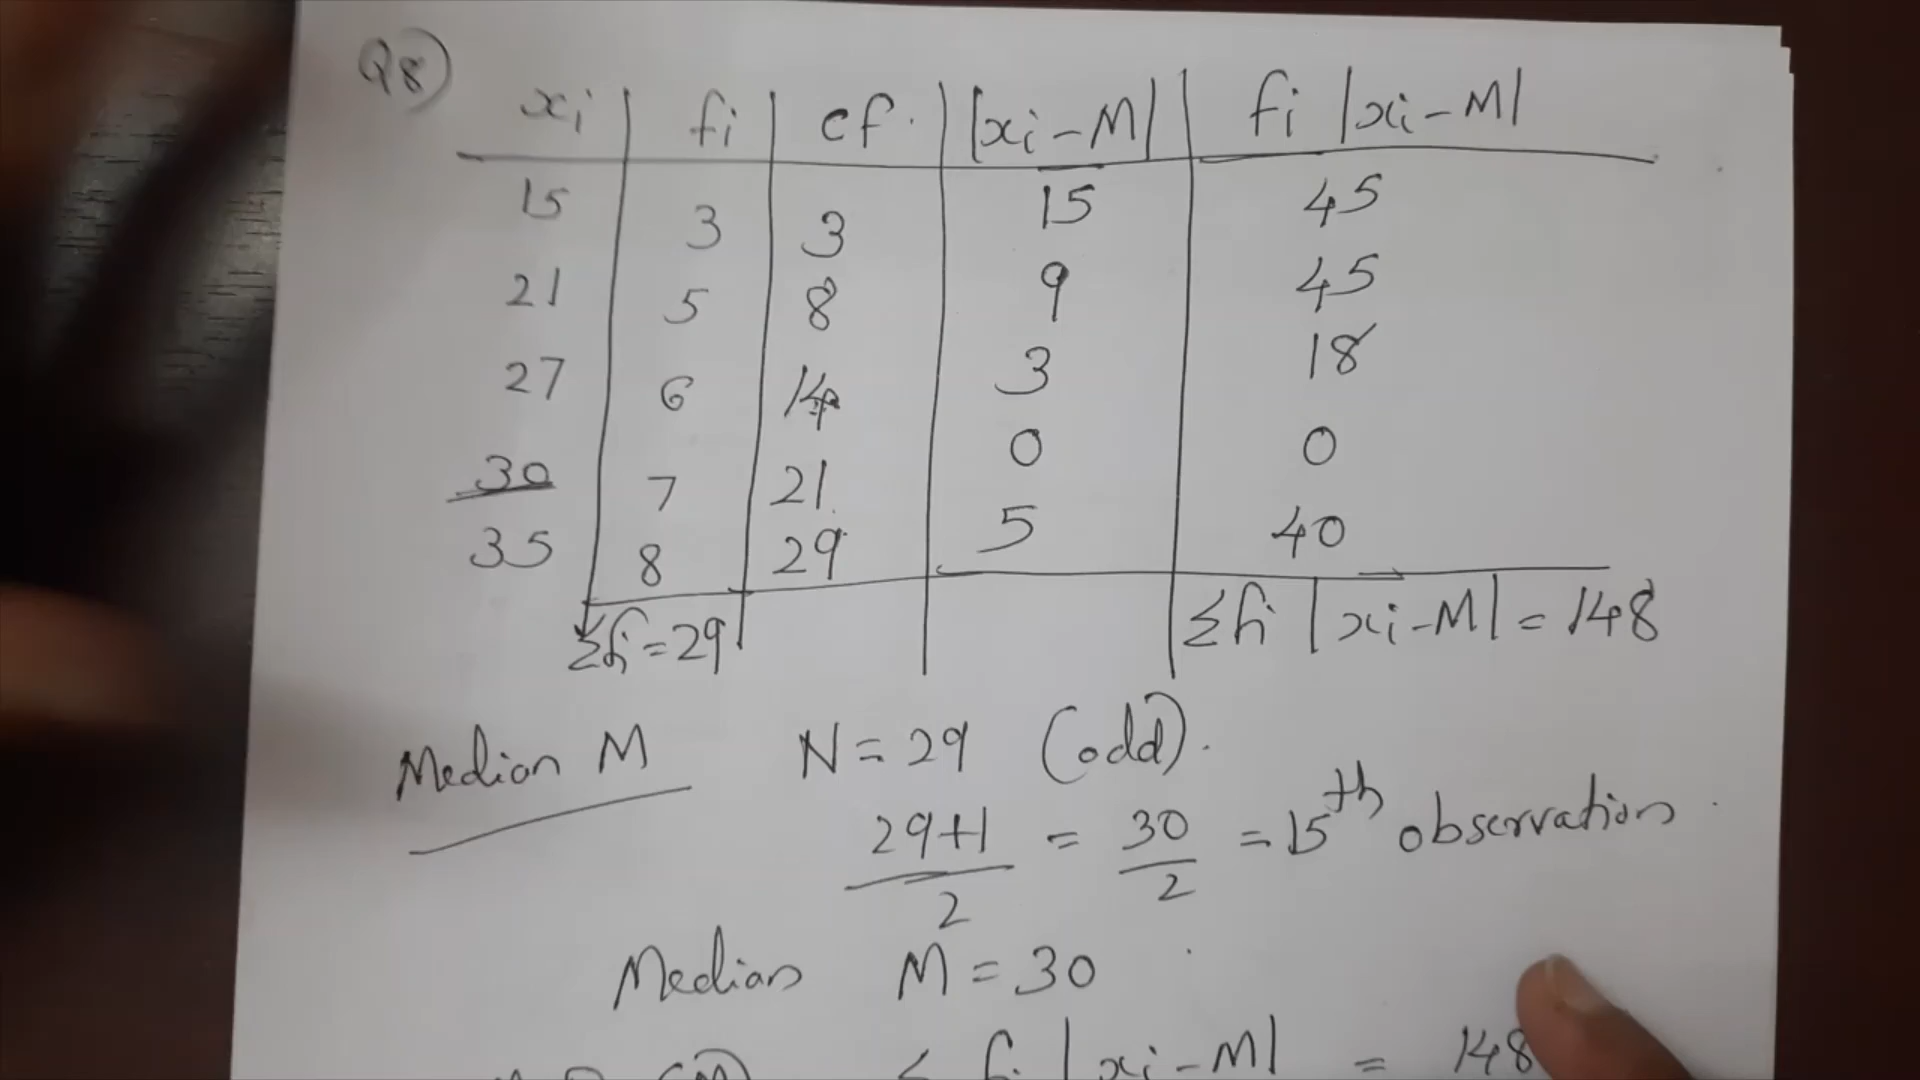 Q8)
xi fi cf. |xi-M| fi |xi-M|
15 3 3 15 45
21 5 8 9 45
27 6 14 3 18
30 7 21 0 0
35 8 29 5 40
Σfi=29 Σfi |xi-M| = 148
Median M N = 29 (odd).
29+1/2 = 30/2 = 15th observation
Median M = 30
fi |xi-M| = 148